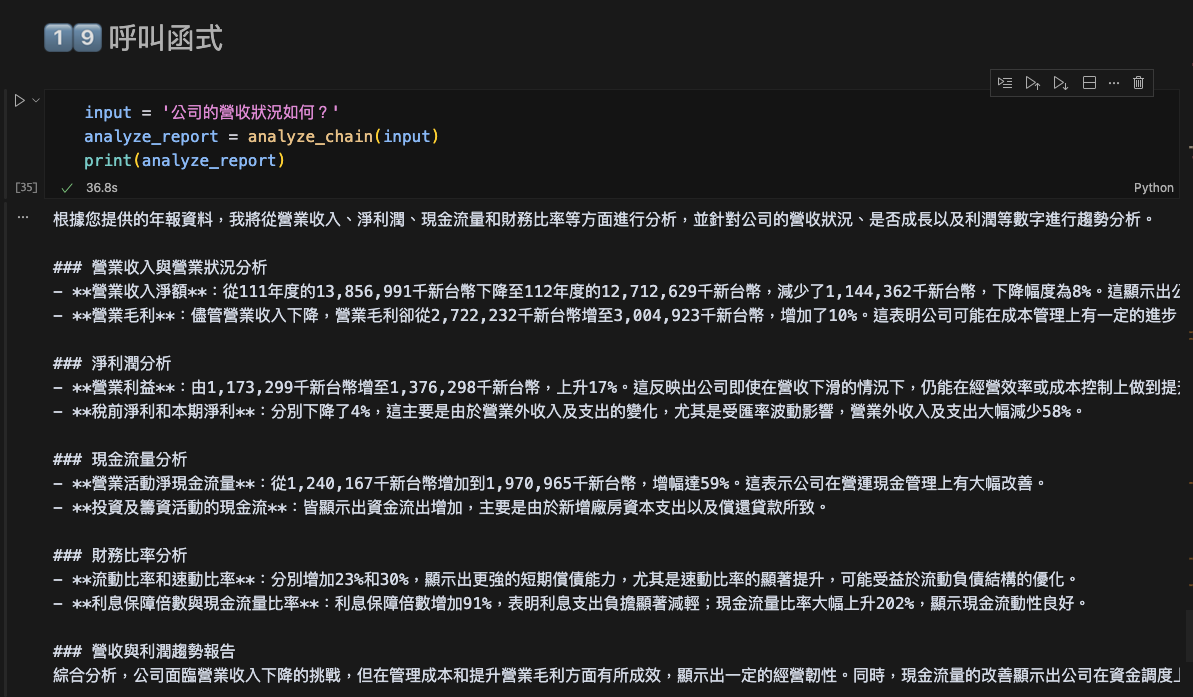 19 呼叫函式
input = '公司的營收狀況如何？'
analyze_report = analyze_chain(input)
print(analyze_report)
[35] ✓ 36.8s Python
根據您提供的年報資料，我將從營業收入、淨利潤、現金流量和財務比率等方面進行分析，並針對公司的營收狀況、是否成長以及利潤等數字進行趨勢分析。
### 營業收入與營業狀況分析
- **營業收入淨額**：從111年度的13,856,991千新台幣下降至112年度的12,712,629千新台幣，減少了1,144,362千新台幣，下降幅度為8%。這顯示出公
- **營業毛利**：儘管營業收入下降，營業毛利卻從2,722,232千新台幣增至3,004,923千新台幣，增加了10%。這表明公司可能在成本管理上有一定的進步
### 淨利潤分析
- **營業利益**：由1,173,299千新台幣增至1,376,298千新台幣，上升17%。這反映出公司即使在營收下滑的情況下，仍能在經營效率或成本控制上做到提
- **稅前淨利和本期淨利**：分別下降了4%，這主要是由於營業外收入及支出的變化，尤其是受匯率波動影響，營業外收入及支出大幅減少58%。
### 現金流量分析
- **營業活動淨現金流量**：從1,240,167千新台幣增加到1,970,965千新台幣，增幅達59%。這表示公司在營運現金管理上有大幅改善。
- **投資及籌資活動的現金流**：皆顯示出資金流出增加，主要是由於新增廠房資本支出以及償還貸款所致。
### 財務比率分析
- **流動比率和速動比率**：分別增加23%和30%，顯示出更強的短期償債能力，尤其是速動比率的顯著提升，可能受益於流動負債結構的優化。
- **利息保障倍數與現金流量比率**：利息保障倍數增加91%，表明利息支出負擔顯著減輕；現金流量比率大幅上升202%，顯示現金流動性良好。
### 營收與利潤趨勢報告
綜合分析，公司面臨營業收入下降的挑戰，但在管理成本和提升營業毛利方面有所成效，顯示出一定的經營韌性。同時，現金流量的改善顯示出公司在資金調度上